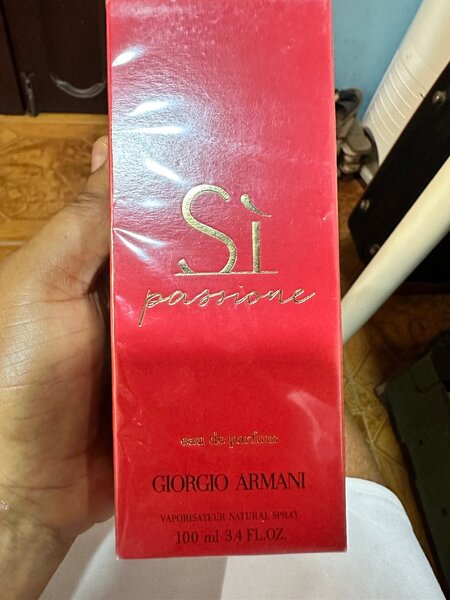 Sì
passione
eau de parfum
GIORGIO ARMANI
VAPORISATEUR NATURAL SPRAY
100 ml 3.4 FL.OZ.